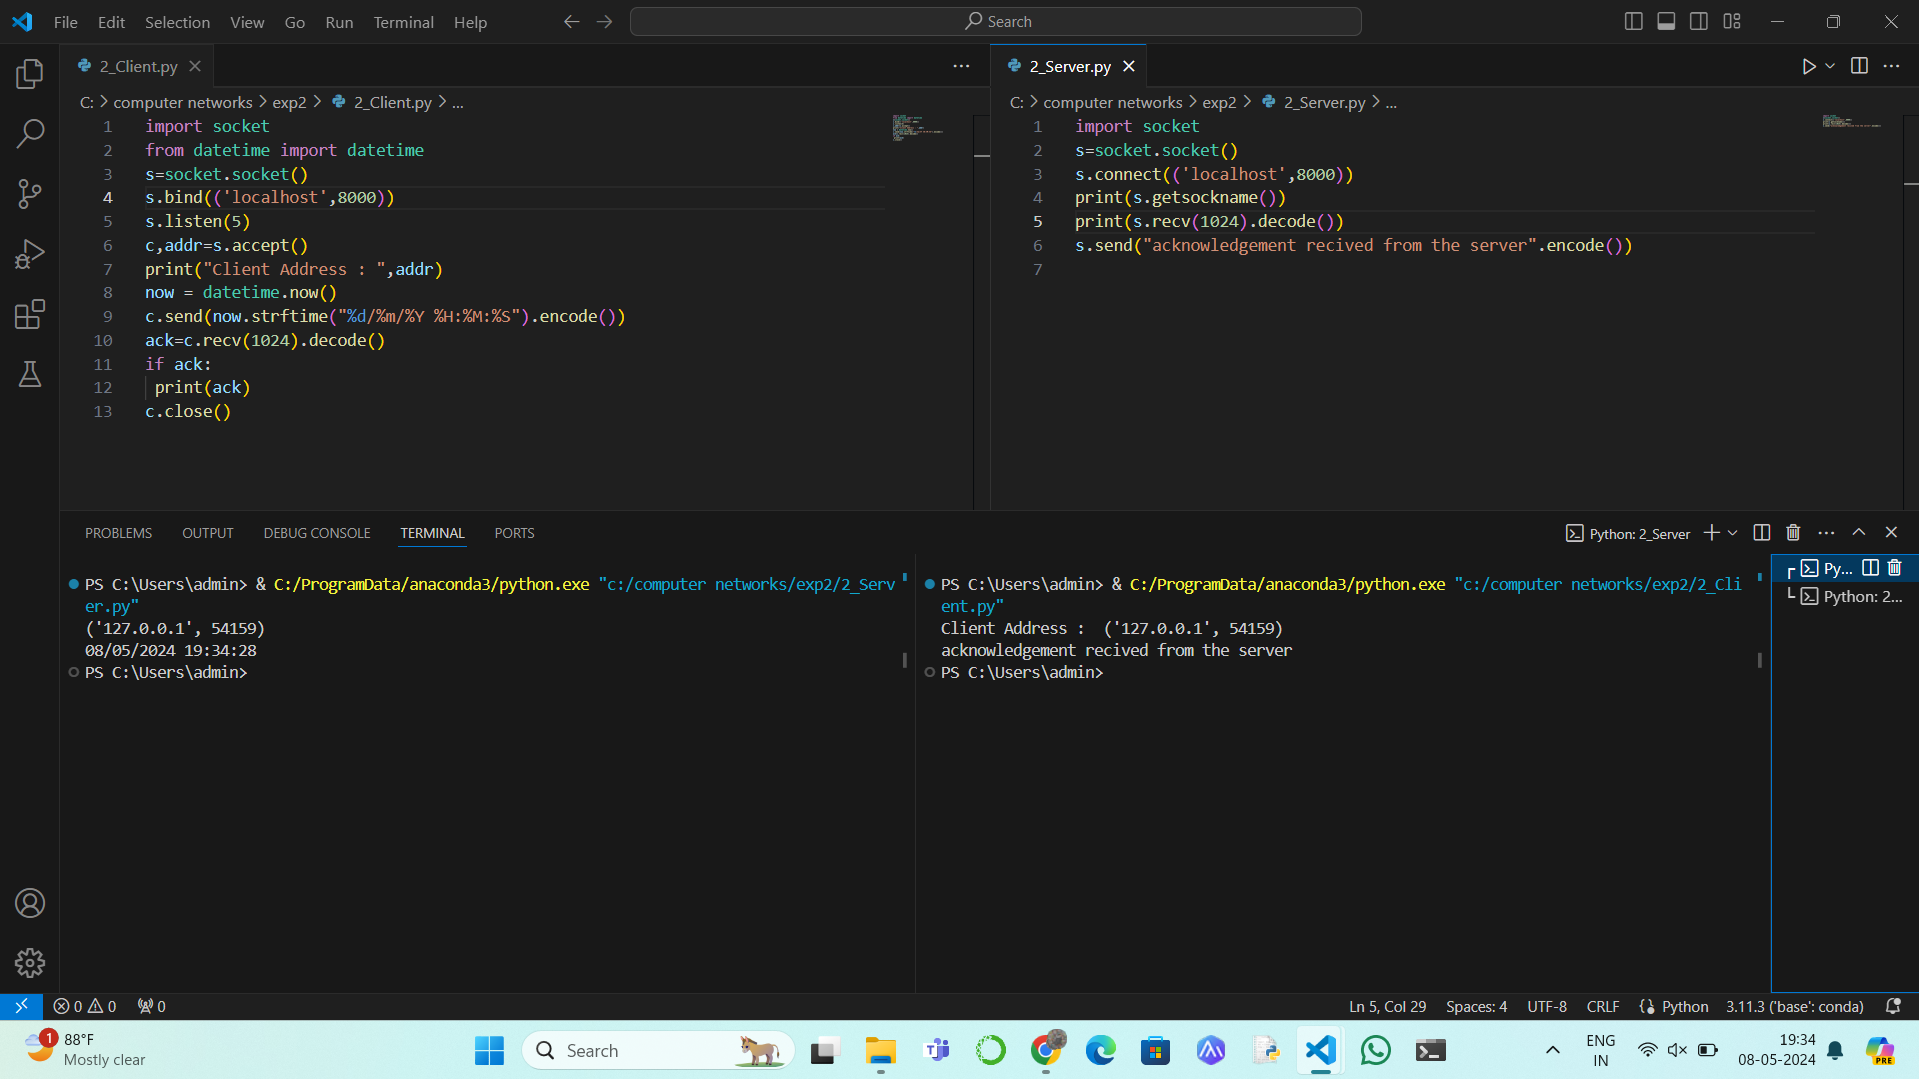 File Edit Selection View Go Run Terminal Help Search
2_Client.py
C: > computer networks > exp2 > 2_Client.py > ...
1 import socket
2 from datetime import datetime
3 s=socket.socket()
4 s.bind(('localhost',8000))
5 s.listen(5)
6 c,addr=s.accept()
7 print("Client Address : ",addr)
8 now = datetime.now()
9 c.send(now.strftime("%d/%m/%Y %H:%M:%S").encode())
10 ack=c.recv(1024).decode()
11 if ack:
12 print(ack)
13 c.close()
2_Server.py
C: > computer networks > exp2 > 2_Server.py > ...
1 import socket
2 s=socket.socket()
3 s.connect(('localhost',8000))
4 print(s.getsockname())
5 print(s.recv(1024).decode())
6 s.send("acknowledgement recived from the server".encode())
7
PROBLEMS OUTPUT DEBUG CONSOLE TERMINAL PORTS Python: 2_Server
PS C:\Users\admin> & C:/ProgramData/anaconda3/python.exe "c:/computer networks/exp2/2_Serv
er.py"
('127.0.0.1', 54159)
08/05/2024 19:34:28
PS C:\Users\admin>
PS C:\Users\admin> & C:/ProgramData/anaconda3/python.exe "c:/computer networks/exp2/2_Cli
ent.py"
Client Address :  ('127.0.0.1', 54159)
acknowledgement recived from the server
PS C:\Users\admin>
Py...
Python: 2...
0 0 0 Ln 5, Col 29 Spaces: 4 UTF-8 CRLF Python 3.11.3 ('base': conda)
1 88°F
Mostly clear
Search
ENG
IN
19:34
08-05-2024
PRE